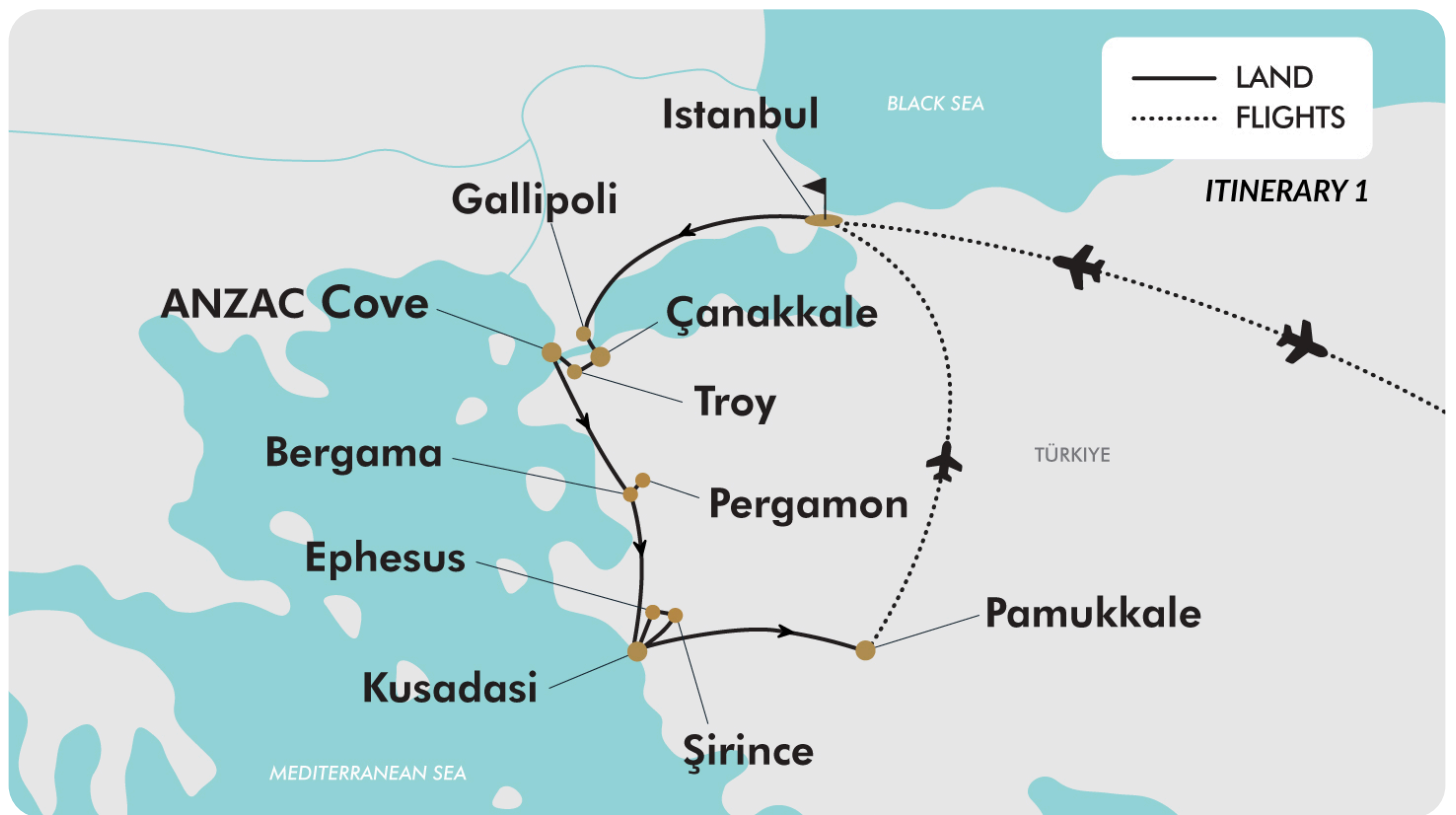 LAND
FLIGHTS
BLACK SEA
Istanbul
ITINERARY 1
Gallipoli
ANZAC Cove
Çanakkale
Troy
Bergama
TÜRKIYE
Pergamon
Ephesus
Pamukkale
Kusadasi
Şirince
MEDITERRANEAN SEA